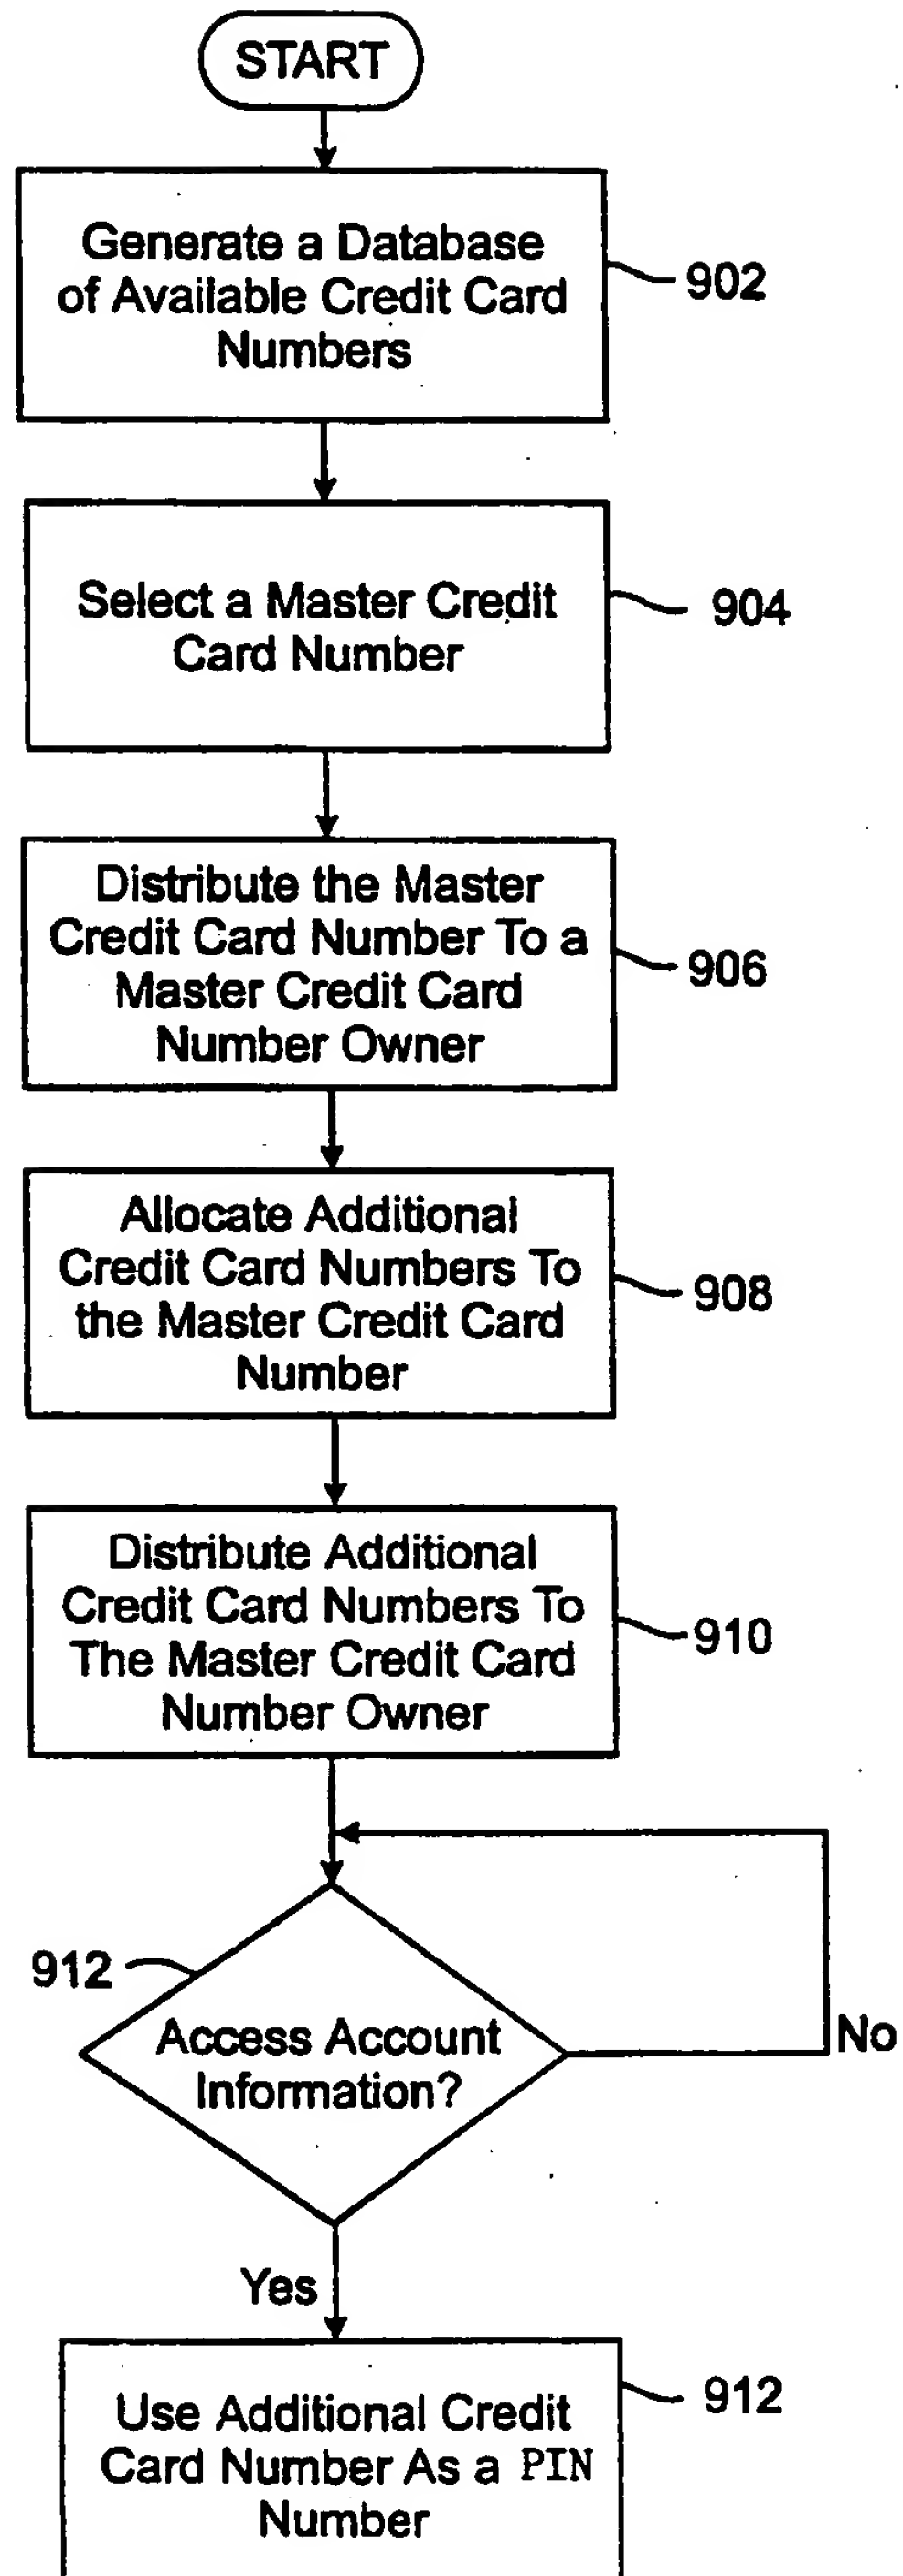 START
Generate a Database
of Available Credit Card
Numbers
902
Select a Master Credit
Card Number
904
Distribute the Master
Credit Card Number To a
Master Credit Card
Number Owner
906
Allocate Additional
Credit Card Numbers To
the Master Credit Card
Number
908
Distribute Additional
Credit Card Numbers To
The Master Credit Card
Number Owner
910
912
Access Account
Information?
No
Yes
Use Additional Credit
Card Number As a PIN
Number
912